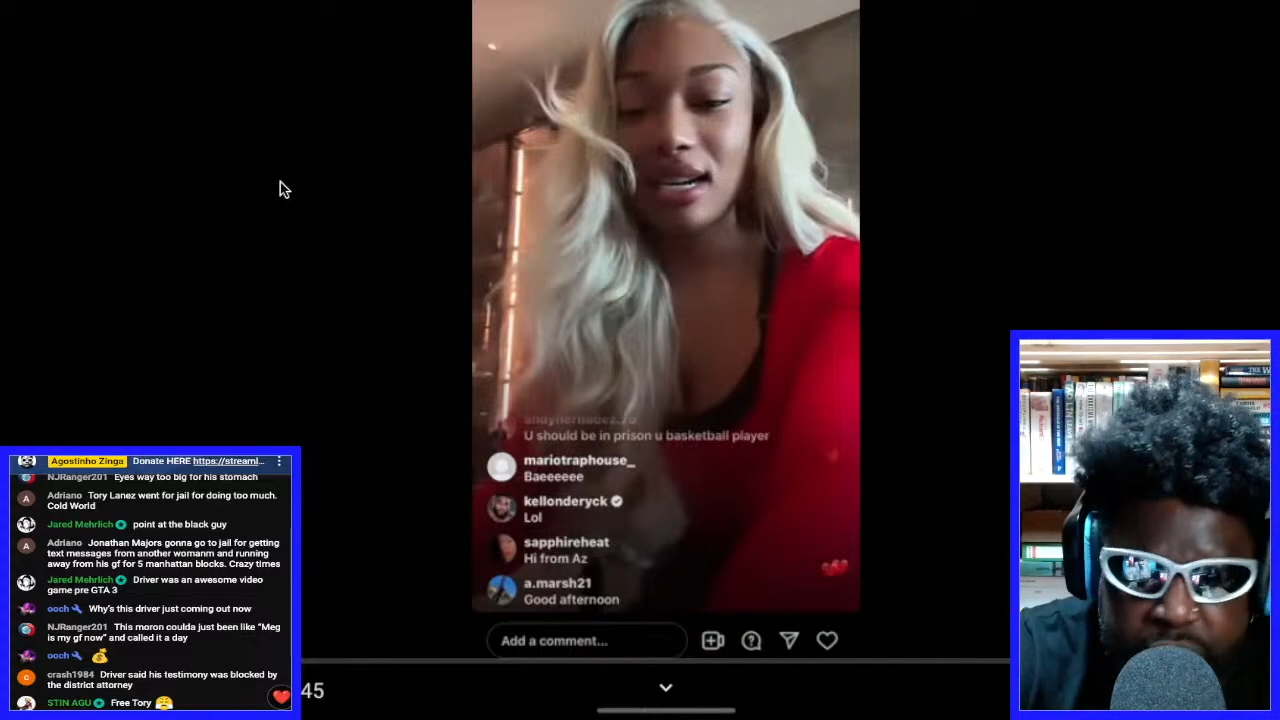 Agostinho Zinga Donate HERE https://streaml...
NJRanger201 Eyes way too big for his stomach
Adriano Tory Lanez went for jail for doing too much.
Cold World
Jared Mehrlich point at the black guy
Adriano Jonathan Majors gonna go to jail for getting
text messages from another womanm and running
away from his gf for 5 manhattan blocks. Crazy times
Jared Mehrlich Driver was an awesome video
game pre GTA 3
ooch Why's this driver just coming out now
NJRanger201 This moron coulda just been like "Meg
is my gf now" and called it a day
ooch 💰
crash1984 Driver said his testimony was blocked by
the district attorney
STIN AGU Free Tory 😤
U should be in prison u basketball player
mariotraphouse_
Baeeeeee
kellonderyck
Lol
sapphireheat
Hi from Az
a.marsh21
Good afternoon
Add a comment...
45